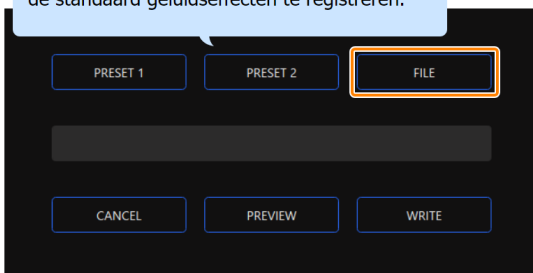 de standaard geluidseffecten te registreren.
PRESET 1 PRESET 2 FILE
CANCEL PREVIEW WRITE